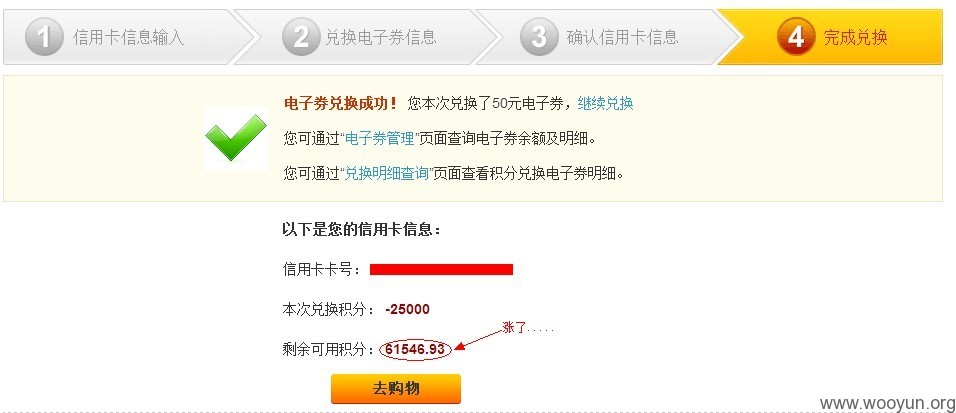 1 信用卡信息输入 2 兑换电子券信息 3 确认信用卡信息 4 完成兑换
电子券兑换成功！ 您本次兑换了50元电子券，继续兑换
您可通过“电子券管理”页面查询电子券余额及明细。
您可通过“兑换明细查询”页面查看积分兑换电子券明细。
以下是您的信用卡信息：
信用卡卡号：
本次兑换积分： -25000
涨了.....
剩余可用积分：61546.93
去购物
www.wooyun.org